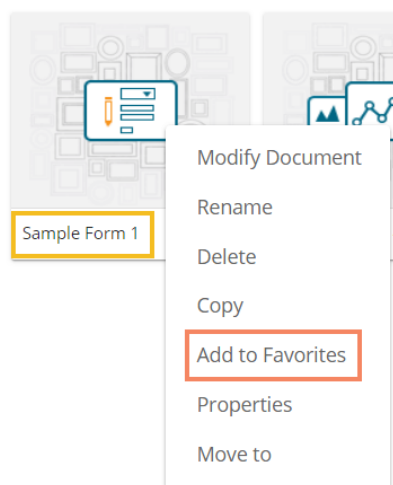 Sample Form 1
Modify Document
Rename
Delete
Copy
Add to Favorites
Properties
Move to